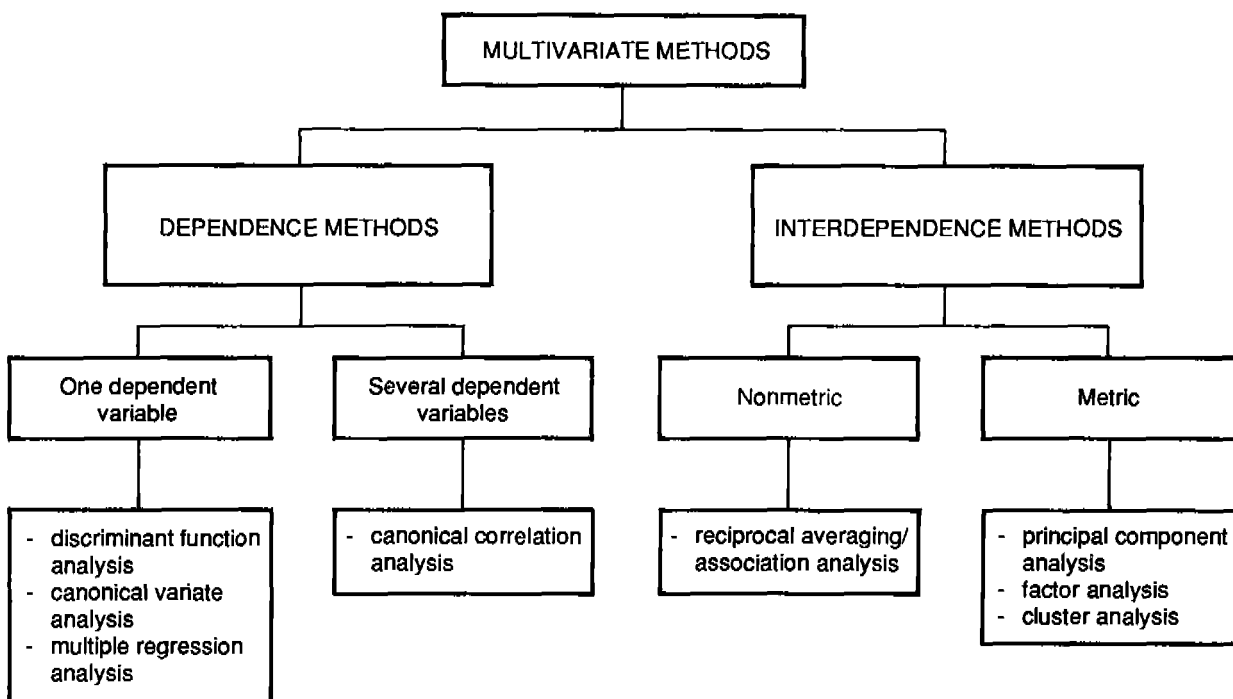 MULTIVARIATE METHODS
DEPENDENCE METHODS
INTERDEPENDENCE METHODS
One dependent
variable
Several dependent
variables
Nonmetric
Metric
- discriminant function
analysis
- canonical variate
analysis
- multiple regression
analysis
- canonical correlation
analysis
- reciprocal averaging/
association analysis
- principal component
analysis
- factor analysis
- cluster analysis